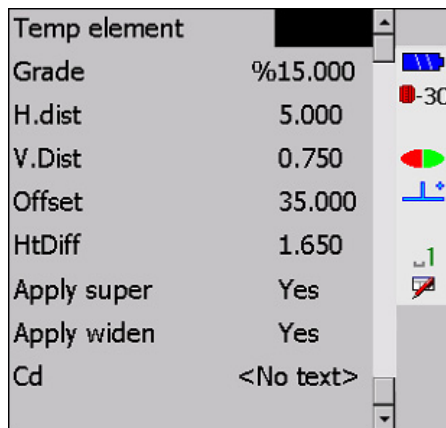 Temp element
Grade %15.000
H.dist 5.000
V.Dist 0.750
Offset 35.000
HtDiff 1.650
Apply super Yes
Apply widen Yes
Cd <No text>
-30
1